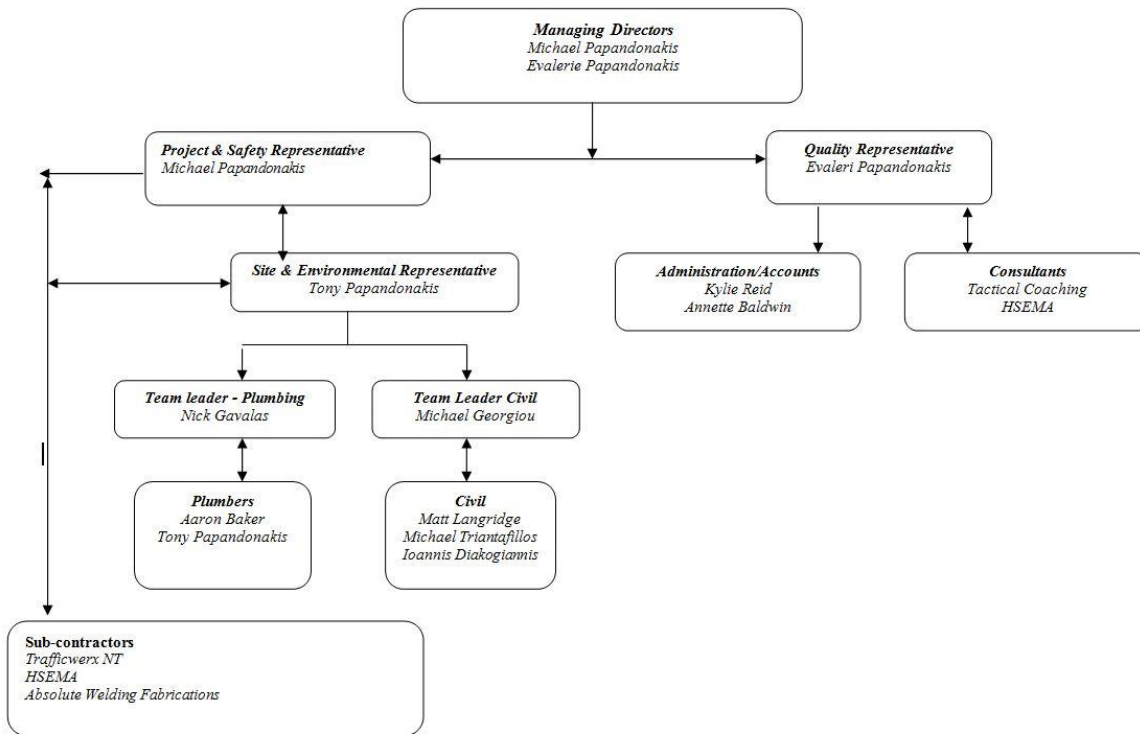 Managing Directors
Michael Papandonakis
Evalerie Papandonakis
Project & Safety Representative
Michael Papandonakis
Quality Representative
Evaleri Papandonakis
Site & Environmental Representative
Tony Papandonakis
Administration/Accounts
Kylie Reid
Annette Baldwin
Consultants
Tactical Coaching
HSEMA
Team leader - Plumbing
Nick Gavalas
Team Leader Civil
Michael Georgiou
Plumbers
Aaron Baker
Tony Papandonakis
Civil
Matt Langridge
Michael Triantafillos
Ioannis Diakogiannis
Sub-contractors
Trafficwerx NT
HSEMA
Absolute Welding Fabrications